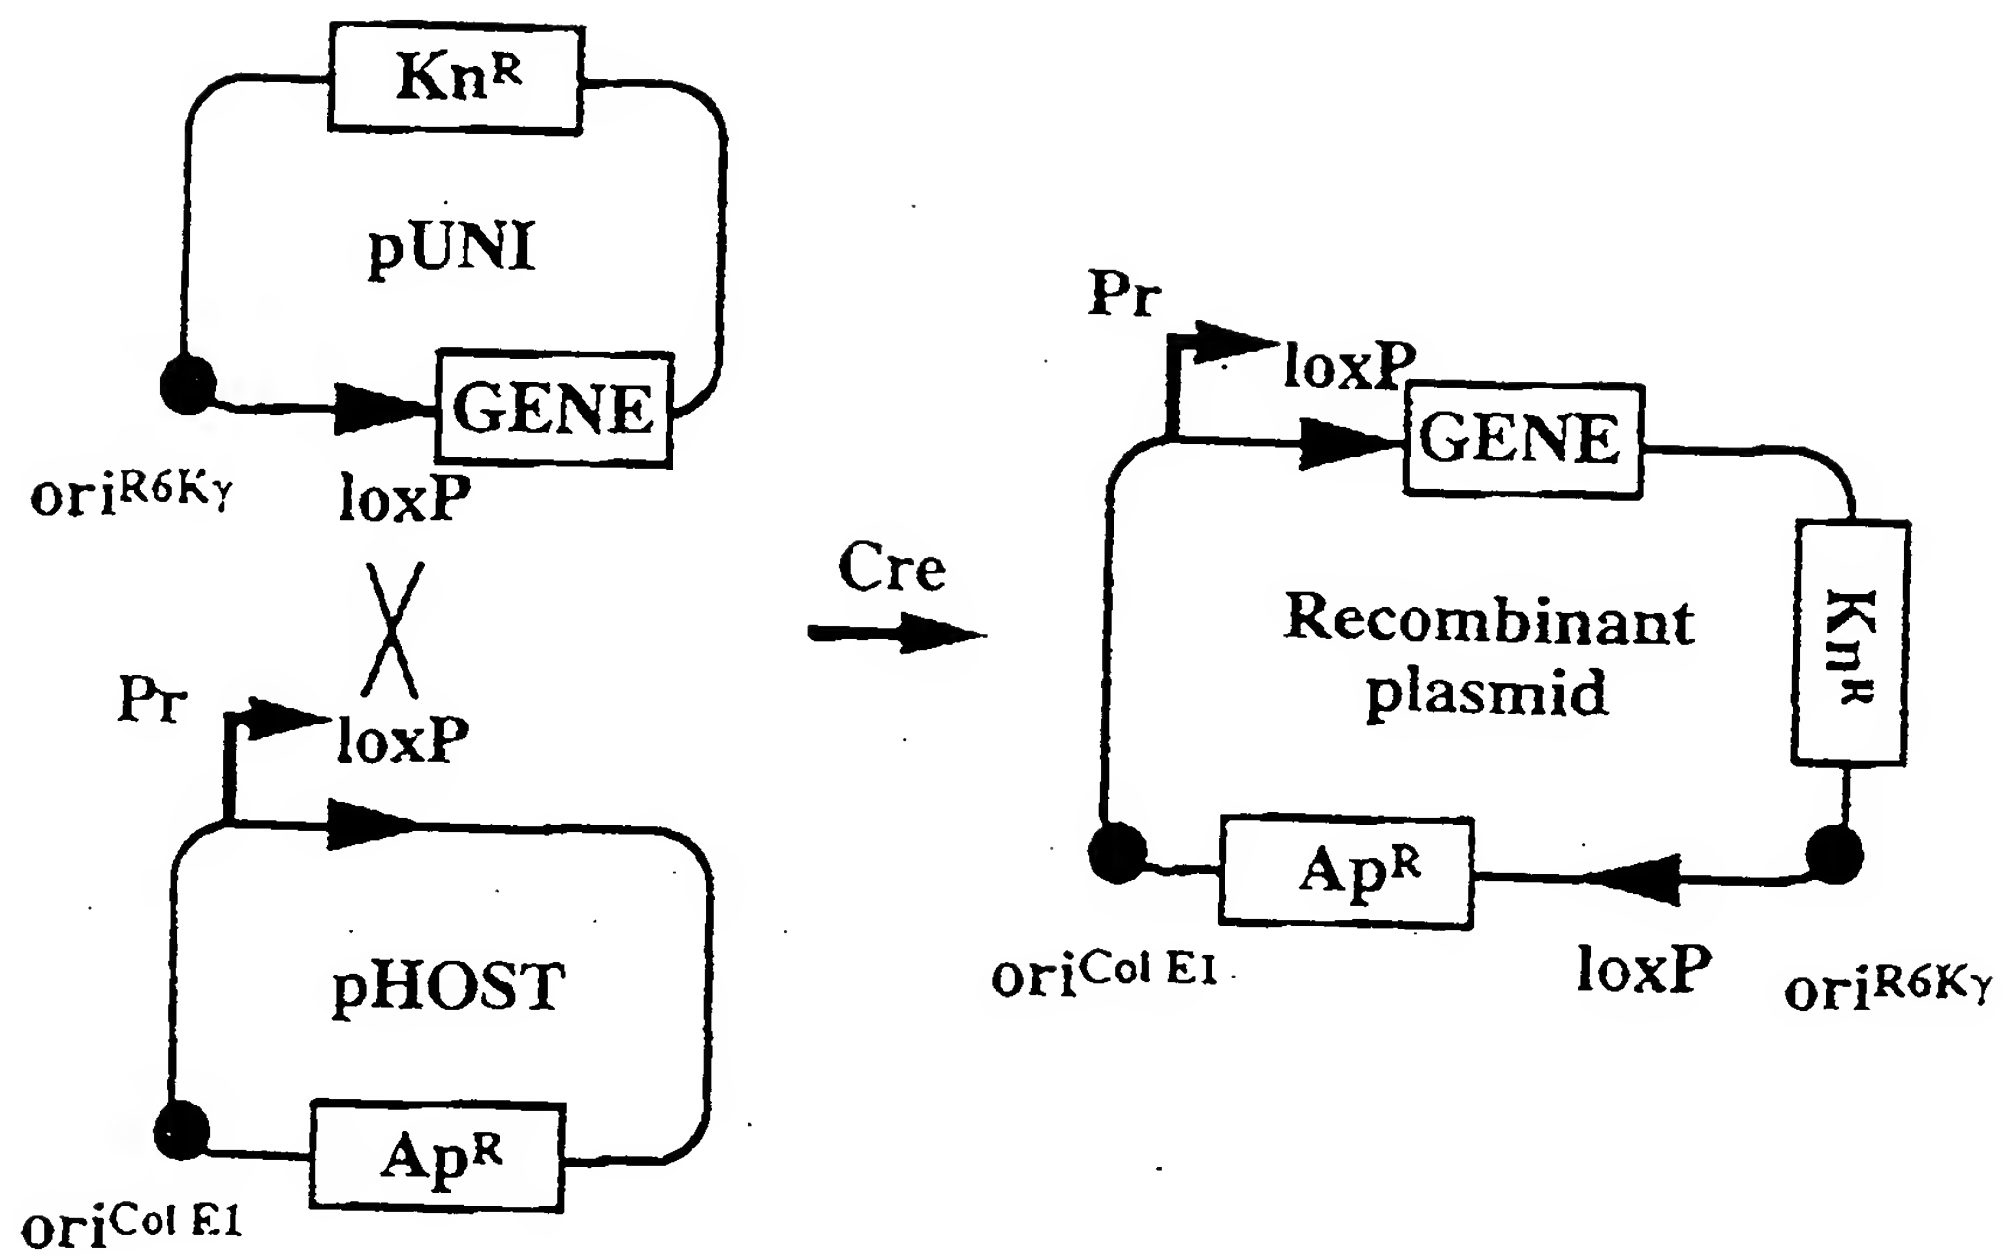 Knᴿ
pUNI
GENE
oriR6Kγ
loxP
Pr
loxP
pHOST
Apᴿ
oriCol E1
Cre
Pr
loxP
GENE
Knᴿ
Recombinant
plasmid
Apᴿ
oriCol E1
loxP
oriR6Kγ